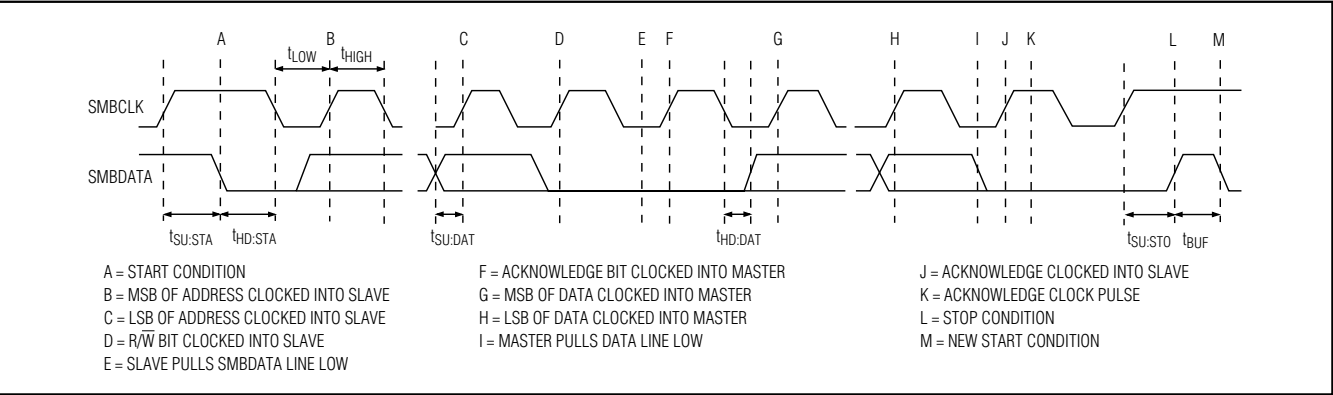 A B C D E F G H I J K L M
tLOW tHIGH
SMBCLK
SMBDATA
tSU:STA tHD:STA tSU:DAT tHD:DAT tSU:STO tBUF
A = START CONDITION
B = MSB OF ADDRESS CLOCKED INTO SLAVE
C = LSB OF ADDRESS CLOCKED INTO SLAVE
D = R/W̅ BIT CLOCKED INTO SLAVE
E = SLAVE PULLS SMBDATA LINE LOW
F = ACKNOWLEDGE BIT CLOCKED INTO MASTER
G = MSB OF DATA CLOCKED INTO MASTER
H = LSB OF DATA CLOCKED INTO MASTER
I = MASTER PULLS DATA LINE LOW
J = ACKNOWLEDGE CLOCKED INTO SLAVE
K = ACKNOWLEDGE CLOCK PULSE
L = STOP CONDITION
M = NEW START CONDITION